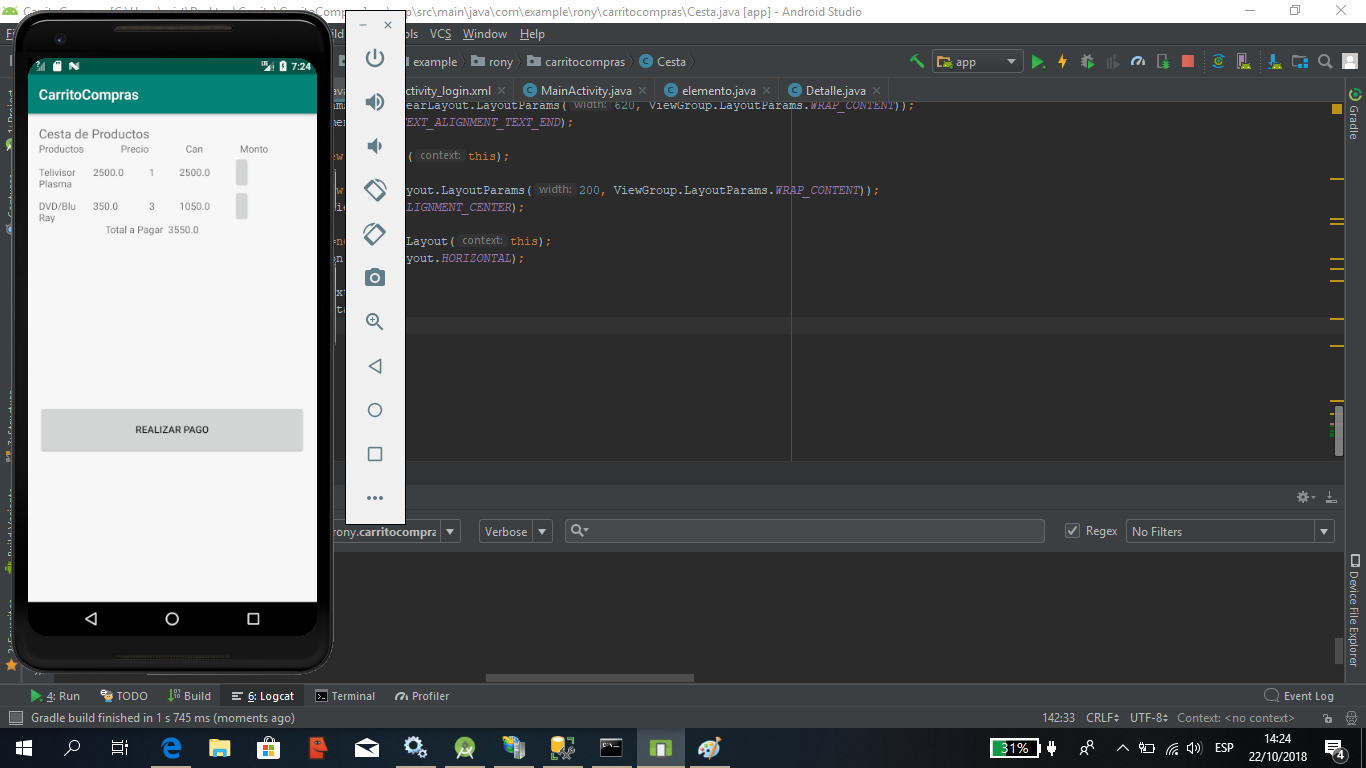 app\src\main\java\com\example\rony\carritocompras\Cesta.java [app] - Android Studio
VCS Window Help
example rony carritocompras Cesta app
ctivity_login.xml MainActivity.java elemento.java Detalle.java
earLayout.LayoutParams( width: 620, ViewGroup.LayoutParams.WRAP_CONTENT));
EXT_ALIGNMENT_TEXT_END);
( context: this);
yout.LayoutParams( width: 200, ViewGroup.LayoutParams.WRAP_CONTENT));
ALIGNMENT_CENTER);
Layout( context: this);
yout.HORIZONTAL);
7:24
CarritoCompras
Cesta de Productos
Productos Precio Can Monto
Telivisor Plasma 2500.0 1 2500.0
DVD/Blu Ray 350.0 3 1050.0
Total a Pagar 3550.0
REALIZAR PAGO
rony.carritocompra Verbose Regex No Filters
Gradle
Device File Explorer
4: Run TODO Build 6: Logcat Terminal Profiler Event Log
Gradle build finished in 1 s 745 ms (moments ago) 142:33 CRLF UTF-8 Context: <no context>
31% ESP 14:24
22/10/2018 4